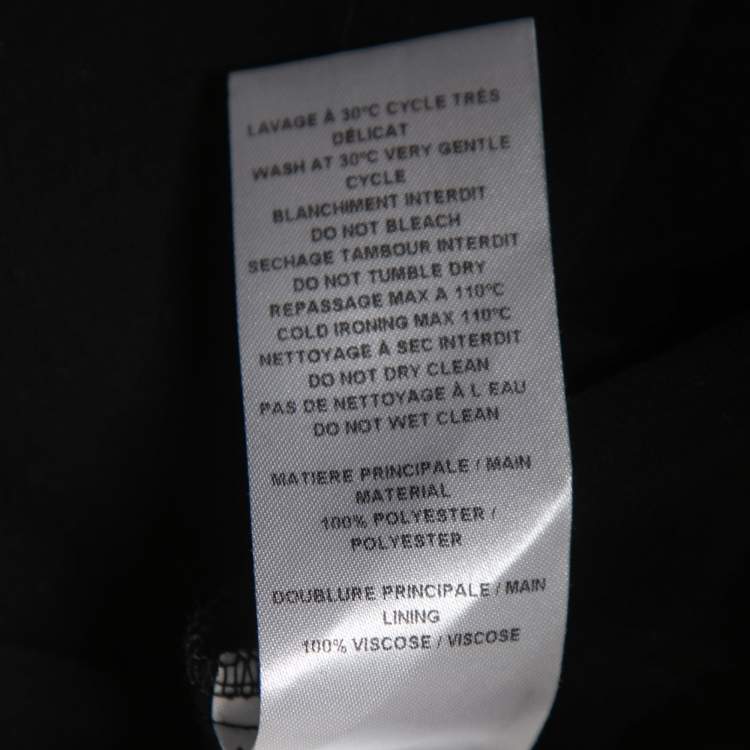 LAVAGE À 30°C CYCLE TRÈS
DÉLICAT
WASH AT 30°C VERY GENTLE
CYCLE
BLANCHIMENT INTERDIT
DO NOT BLEACH
SECHAGE TAMBOUR INTERDIT
DO NOT TUMBLE DRY
REPASSAGE MAX A 110°C
COLD IRONING MAX 110°C
NETTOYAGE À SEC INTERDIT
DO NOT DRY CLEAN
PAS DE NETTOYAGE À L EAU
DO NOT WET CLEAN
MATIERE PRINCIPALE / MAIN
MATERIAL
100% POLYESTER /
POLYESTER
DOUBLURE PRINCIPALE / MAIN
LINING
100% VISCOSE / VISCOSE